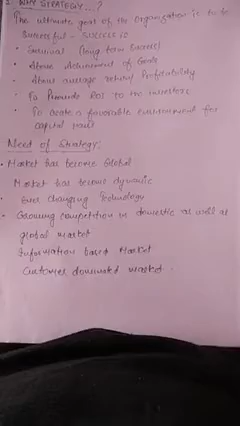 WHY STRATEGY...?
The ultimate goal of the Organization is to be
Successful - Success is
• Survival (long term Success)
• Above Achievement of Goals
• Above average return/ Profitability
• To Provide ROI to the investors
• To create a favorable environment for
capital
Need of Strategy:
• Market has become Global
Market has become dynamic
• Ever changing Technology
• Growing competition in domestic as well as
global market
Information based Market
Customer dominated market.